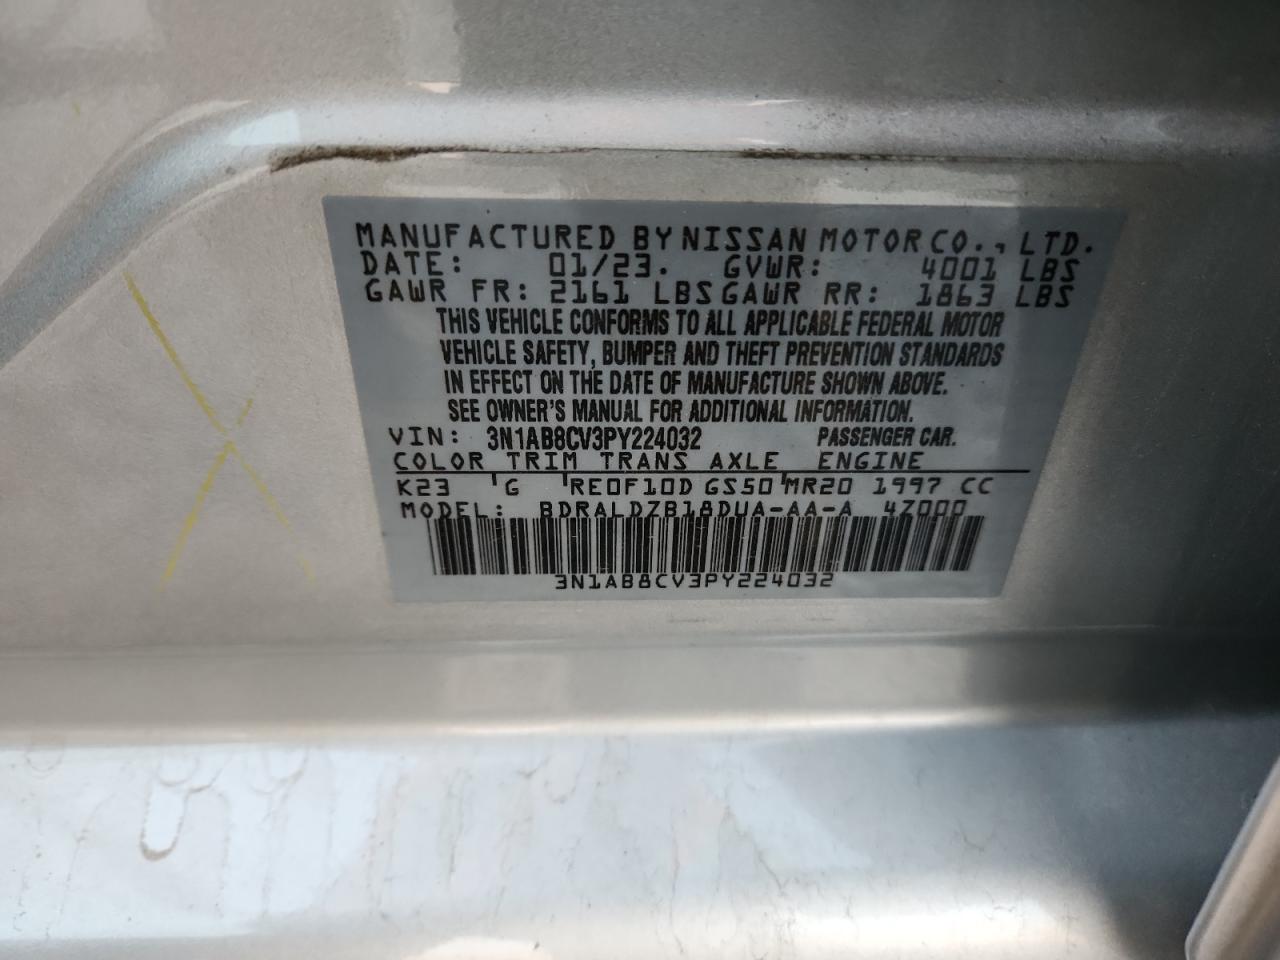 MANUFACTURED BY NISSAN MOTOR CO., LTD.
DATE: 01/23. GVWR: 4001 LBS
GAWR FR: 2161 LBS GAWR RR: 1863 LBS
THIS VEHICLE CONFORMS TO ALL APPLICABLE FEDERAL MOTOR
VEHICLE SAFETY, BUMPER AND THEFT PREVENTION STANDARDS
IN EFFECT ON THE DATE OF MANUFACTURE SHOWN ABOVE.
SEE OWNER'S MANUAL FOR ADDITIONAL INFORMATION.
VIN: 3N1AB8CV3PY224032 PASSENGER CAR.
COLOR TRIM TRANS AXLE ENGINE
K23 'G 'RE0F10D GS50'MR20 1997 CC
MODEL: BDRALDZB18DUA-AA-A 4Z000
3N1AB8CV3PY224032